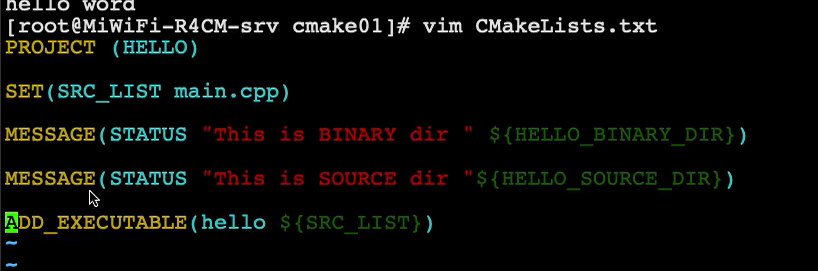 hello word
[root@MiWiFi-R4CM-srv cmake01]# vim CMakeLists.txt
PROJECT (HELLO)
SET(SRC_LIST main.cpp)
MESSAGE(STATUS "This is BINARY dir " ${HELLO_BINARY_DIR})
MESSAGE(STATUS "This is SOURCE dir "${HELLO_SOURCE_DIR})
ADD_EXECUTABLE(hello ${SRC_LIST})
~
~